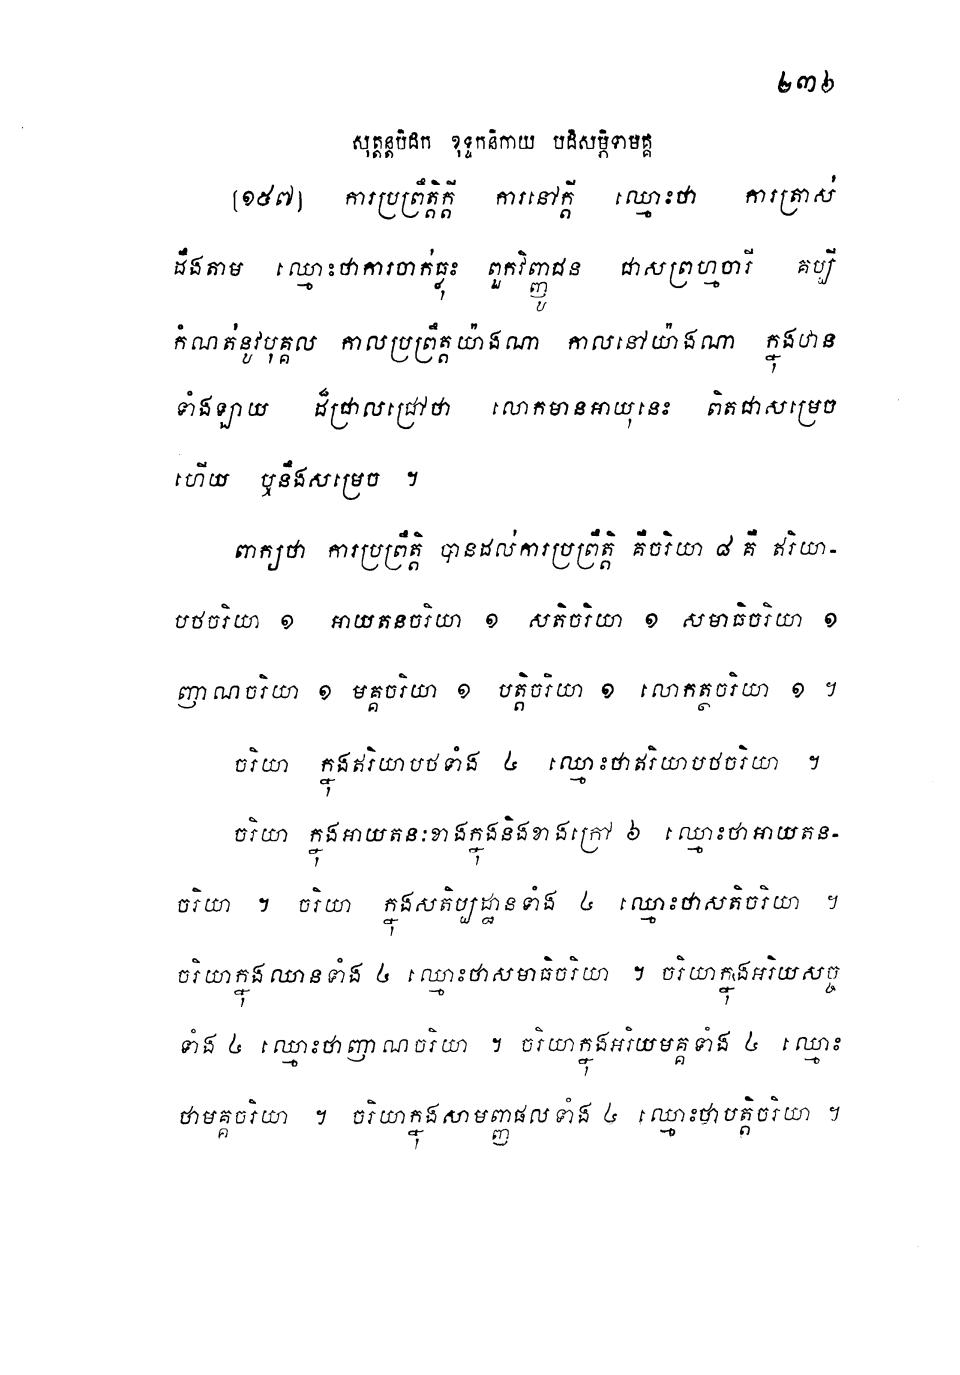 ២៣៦
សុត្តន្តបិដក ខុទ្ទកនិកាយ បដិសម្ភិទាមគ្គ
[១៥៧] ការប្រព្រឹត្តិក្តី ការនៅក្តី ឈ្មោះថា ការត្រាស់
ដឹងតាម ឈ្មោះថាការចាក់ធ្លុះ ពួកវិញ្ញូជន ជាសព្រហ្មចារី គប្បី
កំណត់នូវបុគ្គល កាលប្រព្រឹត្តយ៉ាងណា កាលនៅយ៉ាងណា ក្នុងឋាន
ទាំងឡាយ ដ៏ជ្រាលជ្រៅថា លោកមានអាយុនេះ ពិតជាសម្រេច
ហើយ ឬនឹងសម្រេច ។
ពាក្យថា ការប្រព្រឹត្តិ បានដល់ការប្រព្រឹត្តិ គឺចរិយា ៨ គឺ ឥរិយា-
បថចរិយា ១ អាយតនចរិយា ១ សតិចរិយា ១ សមាធិចរិយា ១
ញាណចរិយា ១ មគ្គចរិយា ១ បត្តិចរិយា ១ លោកត្ថចរិយា ១ ។
ចរិយា ក្នុងឥរិយាបថទាំង ៤ ឈ្មោះថាឥរិយាបថចរិយា ។
ចរិយា ក្នុងអាយតនៈខាងក្នុងនិងខាងក្រៅ ៦ ឈ្មោះថាអាយតន-
ចរិយា ។ ចរិយា ក្នុងសតិប្បដ្ឋានទាំង ៤ ឈ្មោះថាសតិចរិយា ។
ចរិយាក្នុងឈានទាំង ៤ ឈ្មោះថាសមាធិចរិយា ។ ចរិយាក្នុងអរិយសច្ច
ទាំង ៤ ឈ្មោះថាញាណចរិយា ។ ចរិយាក្នុងអរិយមគ្គទាំង ៤ ឈ្មោះ
ថាមគ្គចរិយា ។ ចរិយាក្នុងសាមញ្ញផលទាំង ៤ ឈ្មោះថាបត្តិចរិយា ។